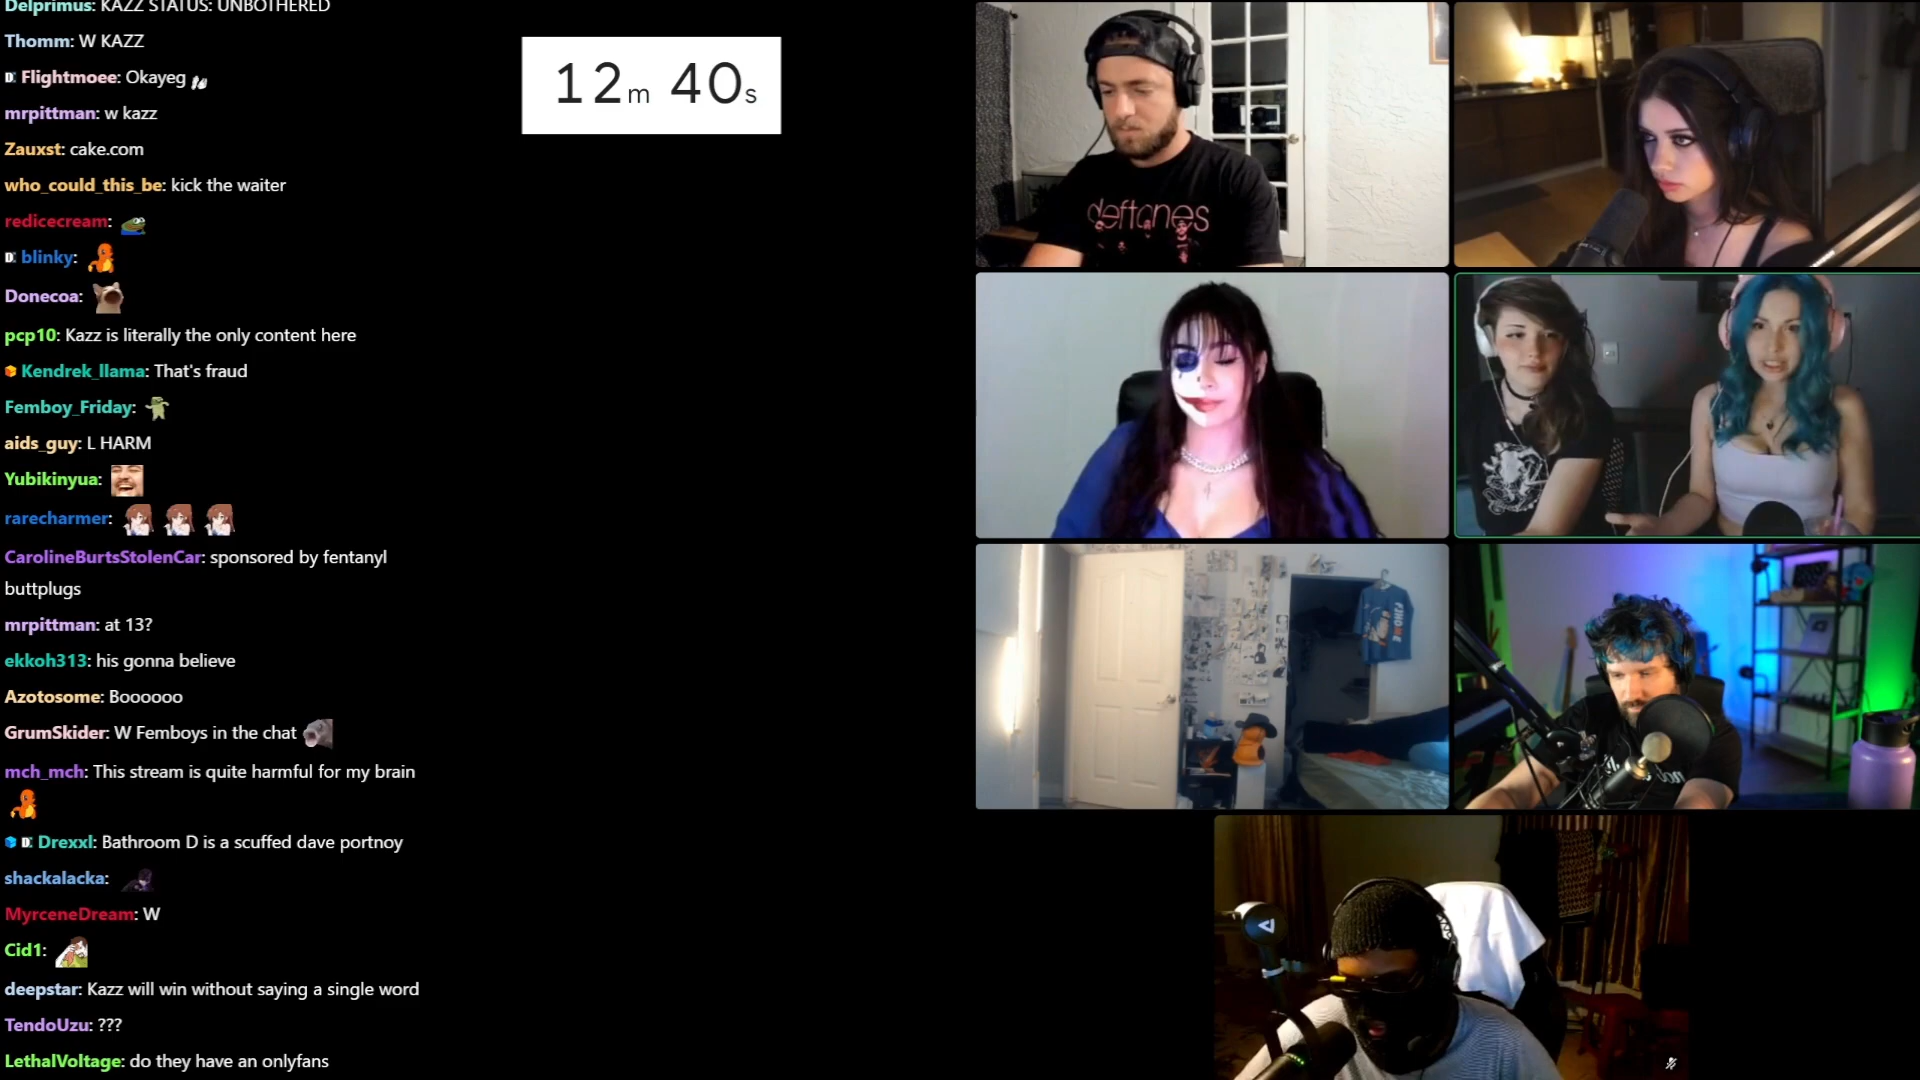 Delprimus: KAZZ STATUS: UNBOTHERED
Thomm: W KAZZ
Flightmoee: Okayeg
mrpittman: w kazz
Zauxst: cake.com
who_could_this_be: kick the waiter
redicecream:
blinky:
Donecoa:
pcp10: Kazz is literally the only content here
Kendrek_llama: That's fraud
Femboy_Friday:
aids_guy: L HARM
Yubikinyua:
rarecharmer:
CarolineBurtsStolenCar: sponsored by fentanyl
buttplugs
mrpittman: at 13?
ekkoh313: his gonna believe
Azotosome: Boooooo
GrumSkider: W Femboys in the chat
mch_mch: This stream is quite harmful for my brain
Drexxl: Bathroom D is a scuffed dave portnoy
shackalacka:
MyrceneDream: W
Cid1:
deepstar: Kazz will win without saying a single word
TendoUzu: ???
LethalVoltage: do they have an onlyfans
12m 40s
deftones